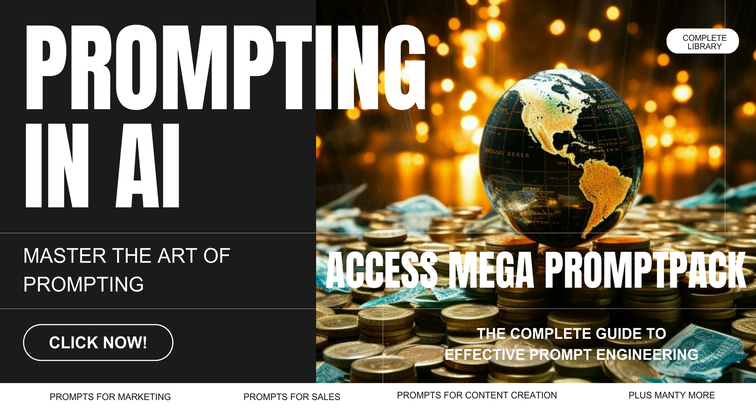 PROMPTING
IN AI
COMPLETE
LIBRARY
MASTER THE ART OF
PROMPTING
ACCESS MEGA PROMPTPACK
CLICK NOW!
THE COMPLETE GUIDE TO
EFFECTIVE PROMPT ENGINEERING
PROMPTS FOR MARKETING
PROMPTS FOR SALES
PROMPTS FOR CONTENT CREATION
PLUS MANTY MORE